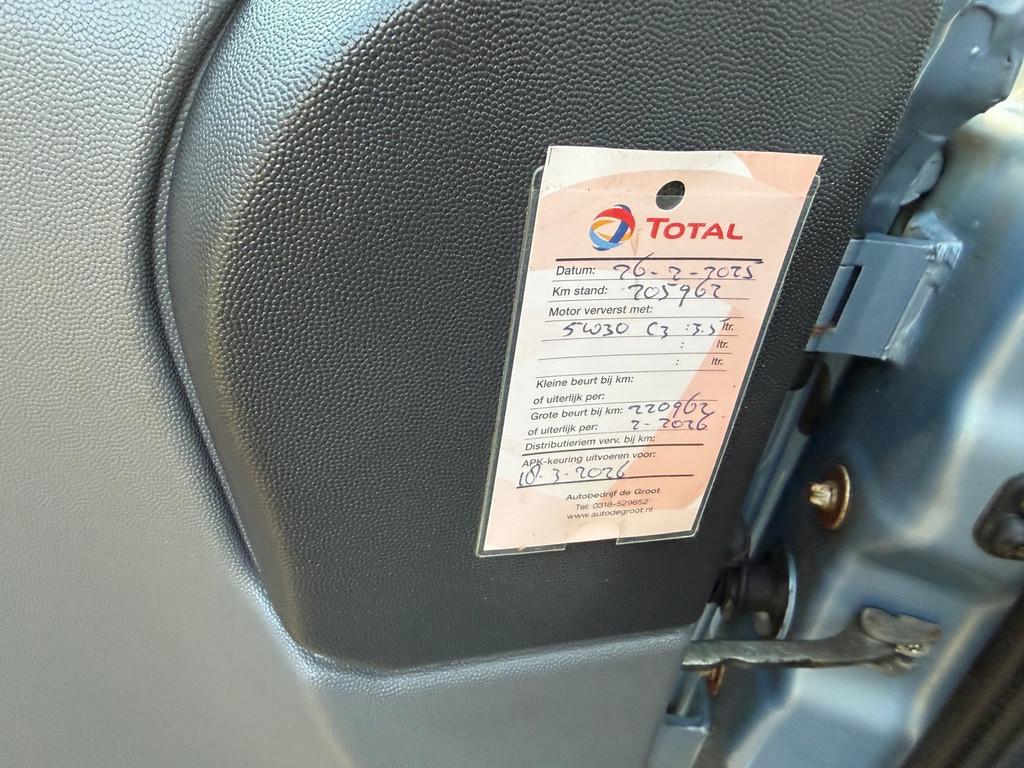 TOTAL
Datum: 26-2-2025
Km stand: 205962
Motor ververst met:
5W30 C3 : 3.5 ltr.
: ltr.
: ltr.
Kleine beurt bij km:
of uiterlijk per:
Grote beurt bij km: 220962
of uiterlijk per: 2-2026
Distributieriem verv. bij km:
APK-keuring uitvoeren voor:
18-3-2026
Autobedrijf de Groot
Tel: 0318-529652
www.autodegroot.nl